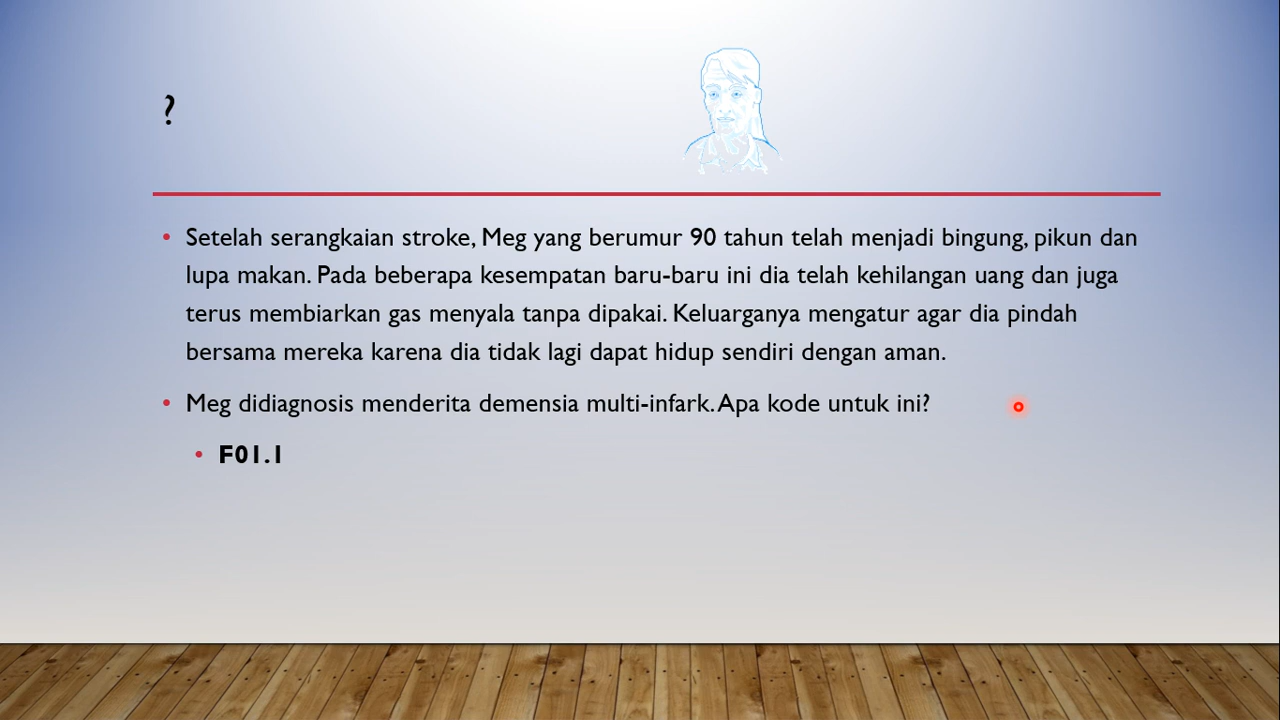 ?
• Setelah serangkaian stroke, Meg yang berumur 90 tahun telah menjadi bingung, pikun dan
lupa makan. Pada beberapa kesempatan baru-baru ini dia telah kehilangan uang dan juga
terus membiarkan gas menyala tanpa dipakai. Keluarganya mengatur agar dia pindah
bersama mereka karena dia tidak lagi dapat hidup sendiri dengan aman.
• Meg didiagnosis menderita demensia multi-infark. Apa kode untuk ini?
• F01.1